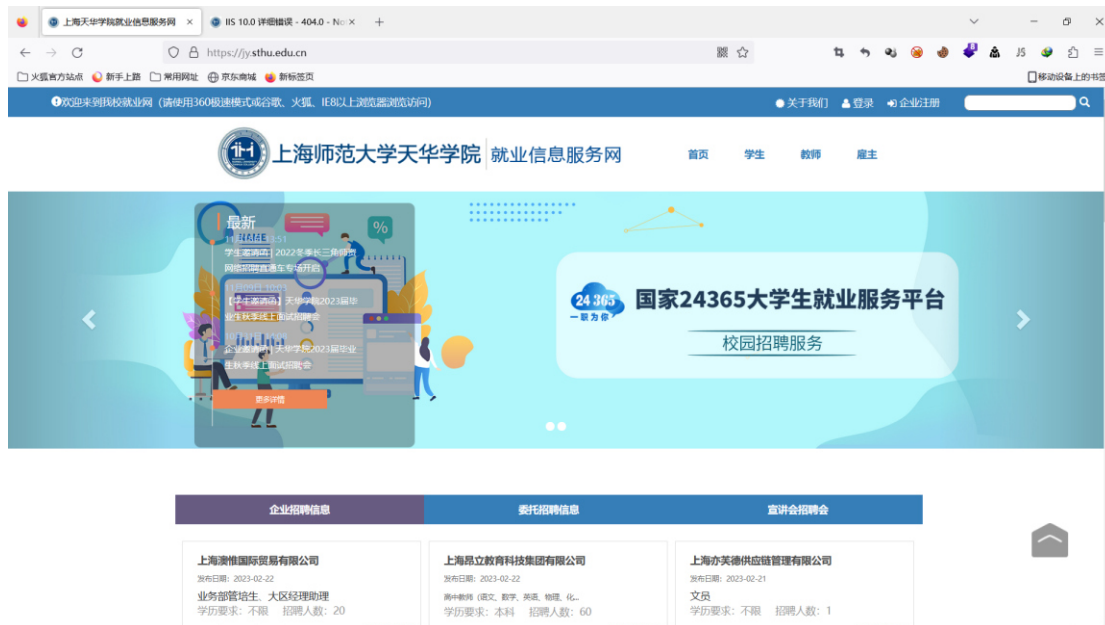 上海天华学院就业信息服务网
IIS 10.0 详细错误 - 404.0 - No
https://jy.sthu.edu.cn
JS
火狐官方站点
新手上路
常用网址
京东商城
新标签页
移动设备上的书签
欢迎来到我校就业网（请使用360极速模式或谷歌、火狐、IE8以上浏览器浏览访问）
关于我们
登录
企业注册
上海师范大学天华学院
就业信息服务网
首页
学生
教师
雇主
最新
学生邀请函】2022冬季长三角师资
网络招聘直通车专场开启
【学生邀请函】天华学院2023届毕
业生秋季线上面试招聘会
企业邀请函】天华学院2023届毕业
生秋季线上面试招聘会
更多详情
%
24 365
一职为你
国家24365大学生就业服务平台
校园招聘服务
企业招聘信息
委托招聘信息
宣讲会招聘会
上海澳惟国际贸易有限公司
发布日期：2023-02-22
业务部管培生、大区经理助理
学历要求：不限 招聘人数：20
上海昂立教育科技集团有限公司
发布日期：2023-02-22
高中教师（语文、数学、英语、物理、化...
学历要求：本科 招聘人数：60
上海亦芙德供应链管理有限公司
发布日期：2023-02-21
文员
学历要求：不限 招聘人数：1